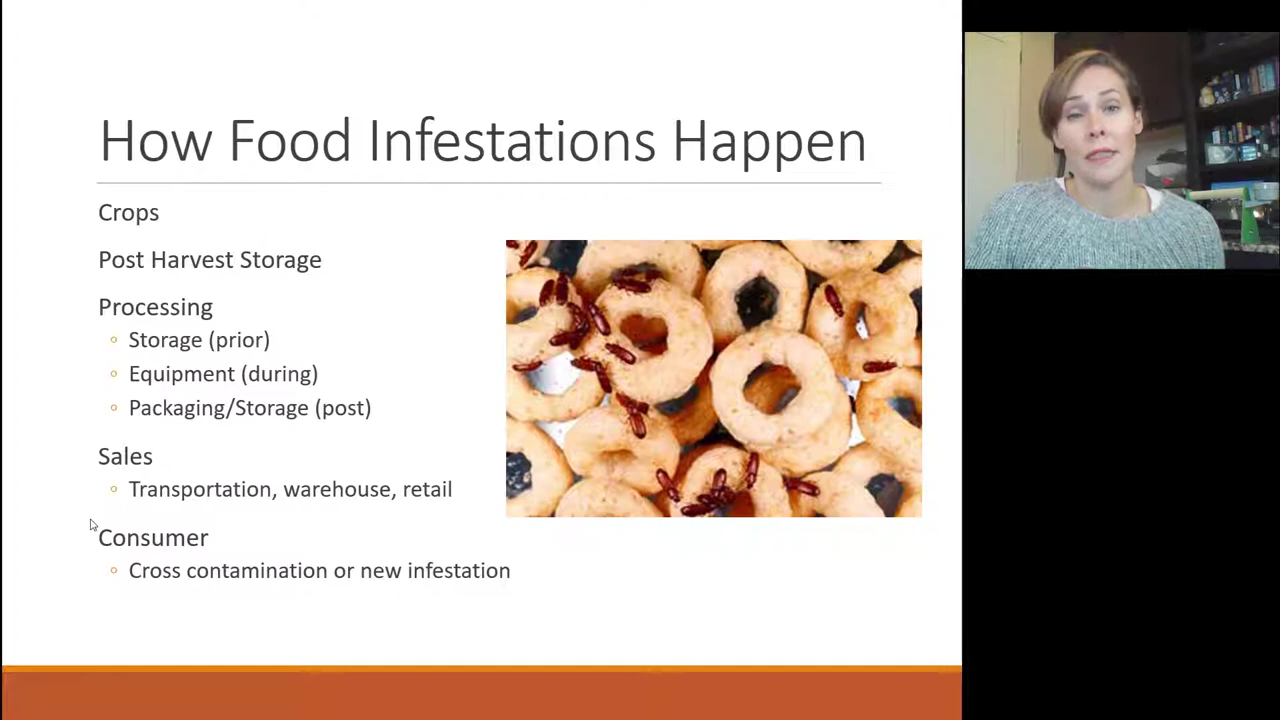 How Food Infestations Happen
Crops
Post Harvest Storage
Processing
◦ Storage (prior)
◦ Equipment (during)
◦ Packaging/Storage (post)
Sales
◦ Transportation, warehouse, retail
Consumer
◦ Cross contamination or new infestation